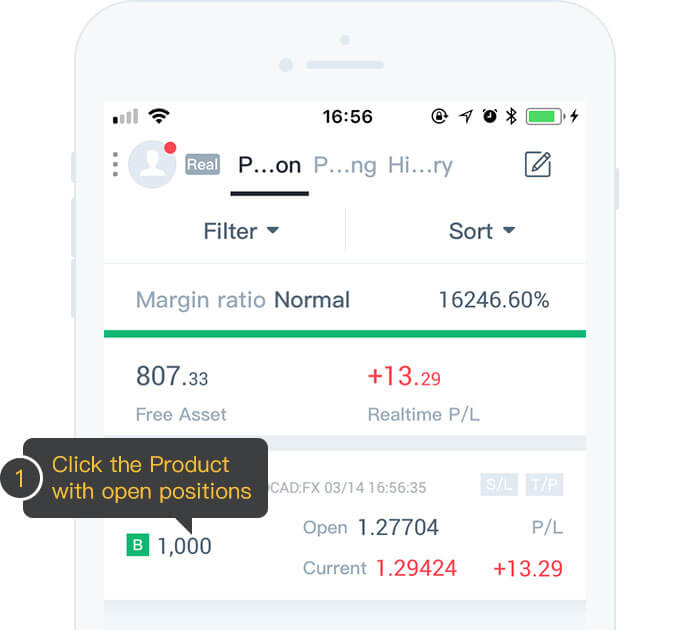 16:56
Real P...on P...ng Hi...ry
Filter Sort
Margin ratio Normal 16246.60%
807.33 +13.29
Free Asset Realtime P/L
1 Click the Product
with open positions
CAD:FX 03/14 16:56:35 S/L T/P
Open 1.27704 P/L
B 1,000
Current 1.29424 +13.29